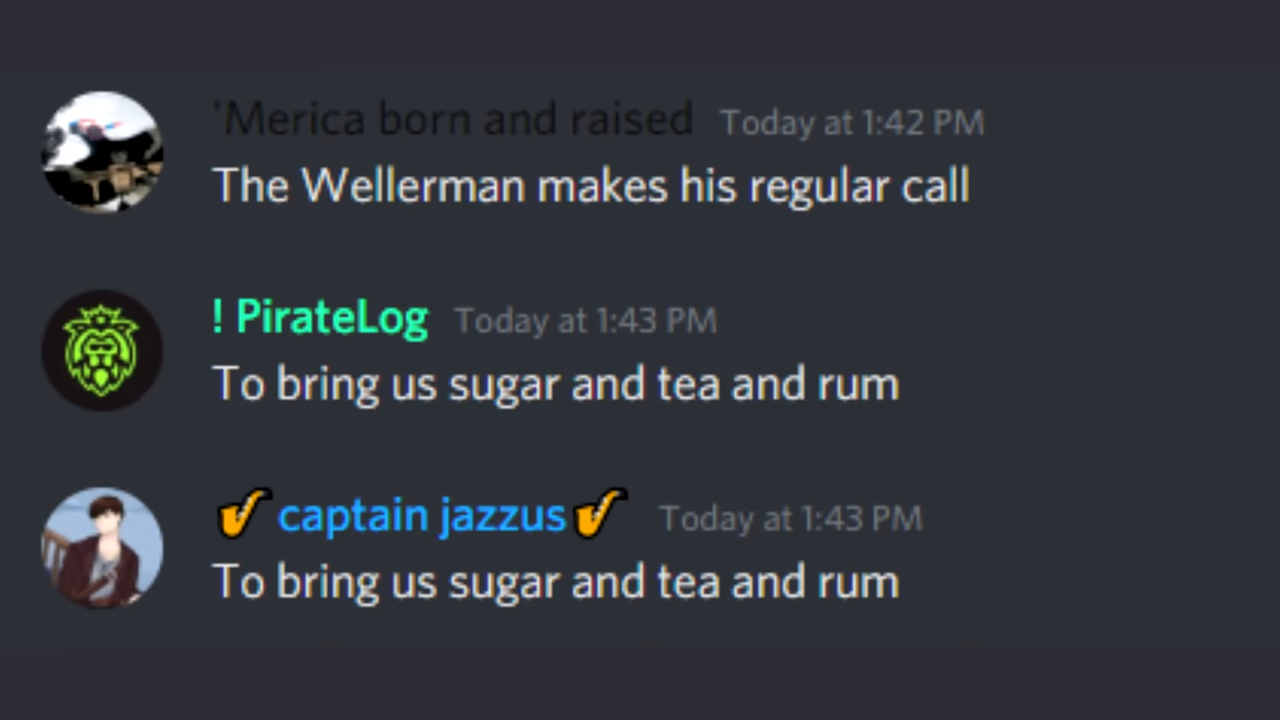 'Merica born and raised Today at 1:42 PM
The Wellerman makes his regular call
! PirateLog Today at 1:43 PM
To bring us sugar and tea and rum
🎷captain jazzus🎷 Today at 1:43 PM
To bring us sugar and tea and rum